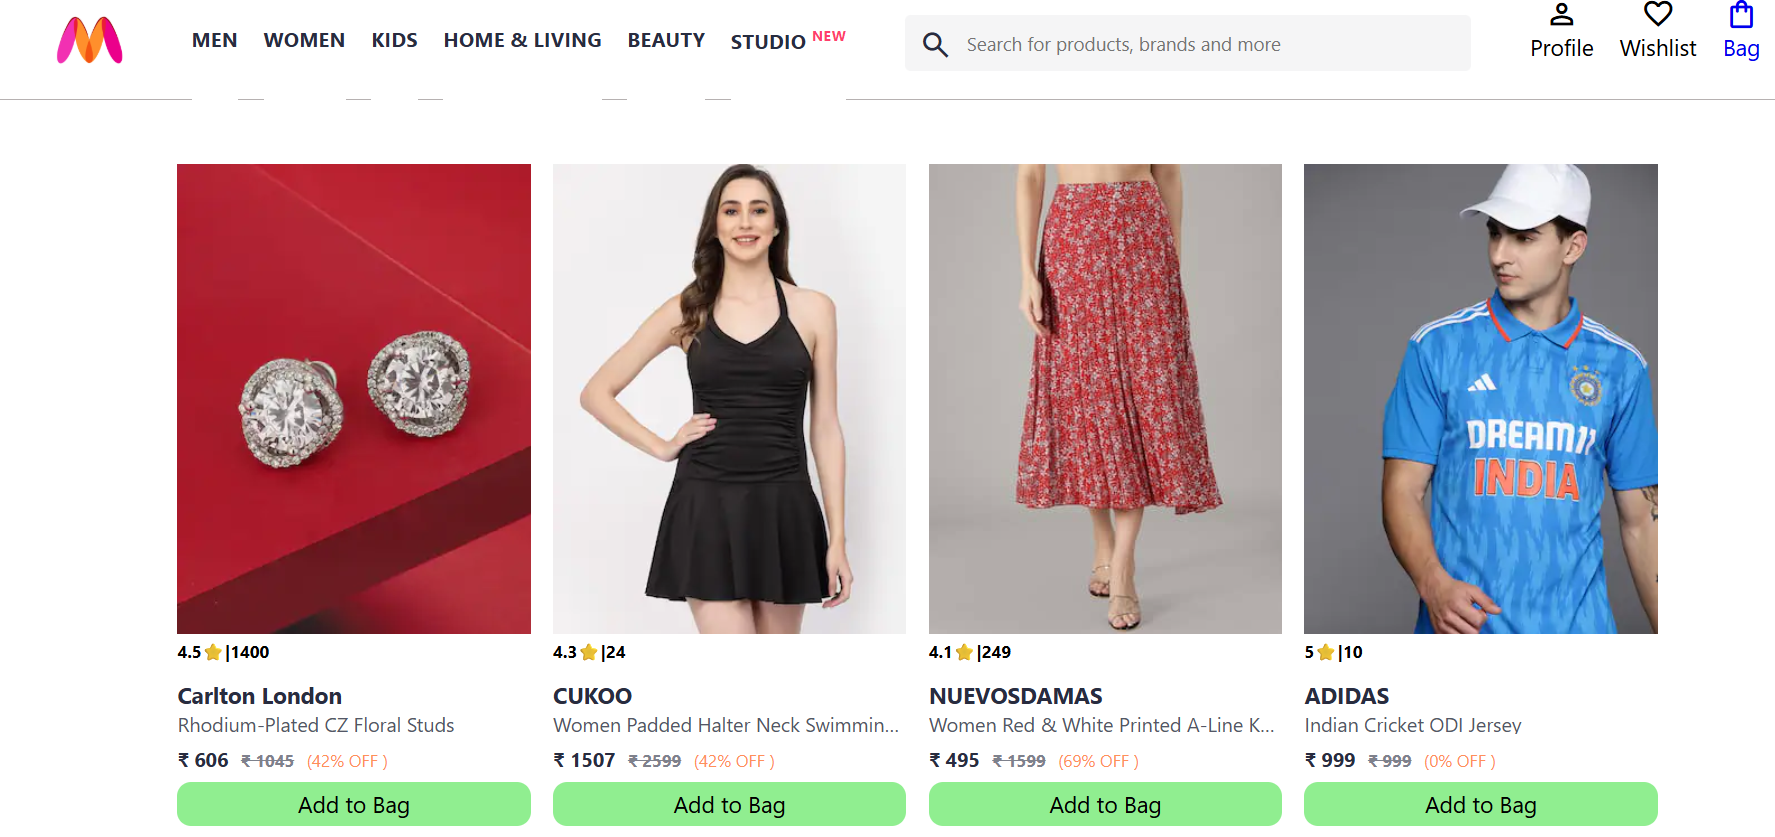 MEN WOMEN KIDS HOME & LIVING BEAUTY STUDIO NEW
Search for products, brands and more
Profile Wishlist Bag
DREAM11
INDIA
4.5 ⭐|1400
Carlton London
Rhodium-Plated CZ Floral Studs
₹ 606 ₹ 1045 (42% OFF )
Add to Bag
4.3 ⭐|24
CUKOO
Women Padded Halter Neck Swimmin...
₹ 1507 ₹ 2599 (42% OFF )
Add to Bag
4.1 ⭐|249
NUEVOSDAMAS
Women Red & White Printed A-Line K...
₹ 495 ₹ 1599 (69% OFF )
Add to Bag
5 ⭐|10
ADIDAS
Indian Cricket ODI Jersey
₹ 999 ₹ 999 (0% OFF )
Add to Bag